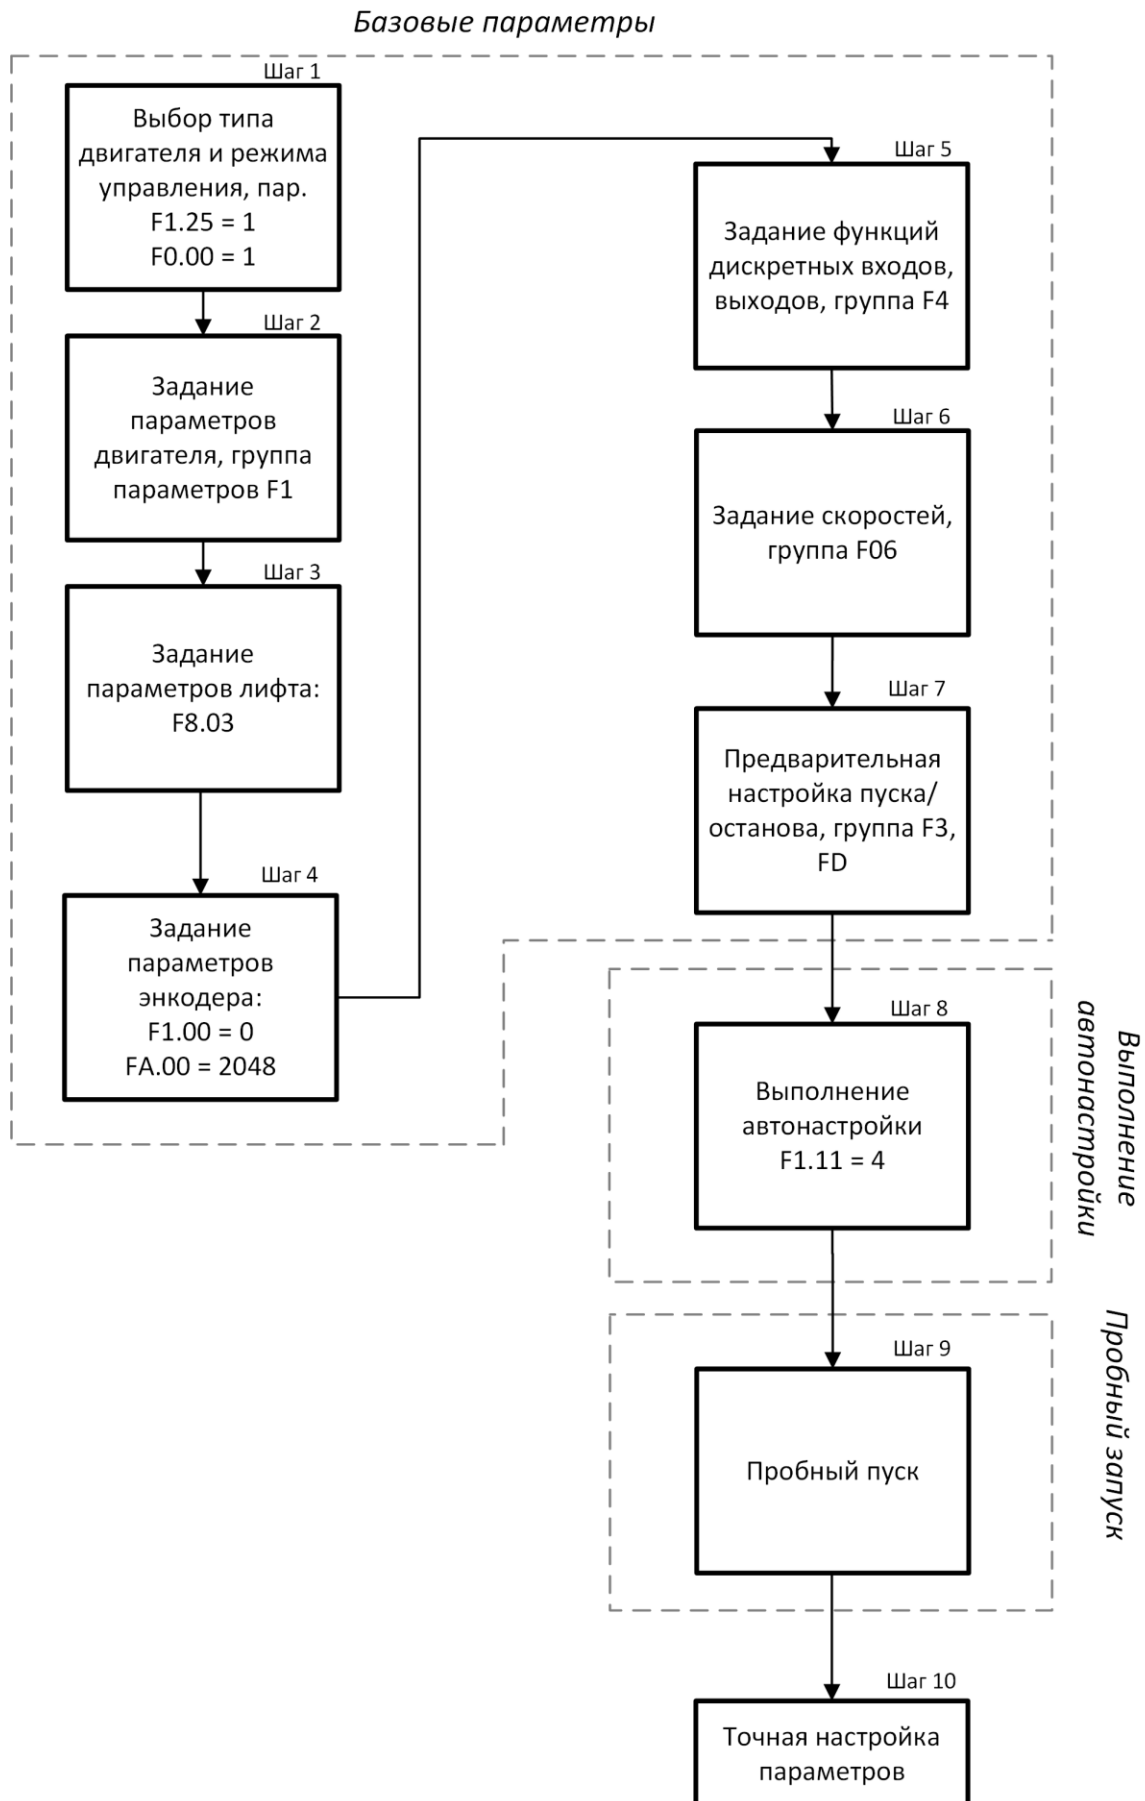 Базовые параметры
Шаг 1
Выбор типа
двигателя и режима
управления, пар.
F1.25 = 1
F0.00 = 1
Шаг 2
Задание
параметров
двигателя, группа
параметров F1
Шаг 3
Задание
параметров лифта:
F8.03
Шаг 4
Задание
параметров
энкодера:
F1.00 = 0
FA.00 = 2048
Шаг 5
Задание функций
дискретных входов,
выходов, группа F4
Шаг 6
Задание скоростей,
группа F06
Шаг 7
Предварительная
настройка пуска/
останова, группа F3,
FD
Выполнение
автонастройки
Шаг 8
Выполнение
автонастройки
F1.11 = 4
Пробный запуск
Шаг 9
Пробный пуск
Шаг 10
Точная настройка
параметров